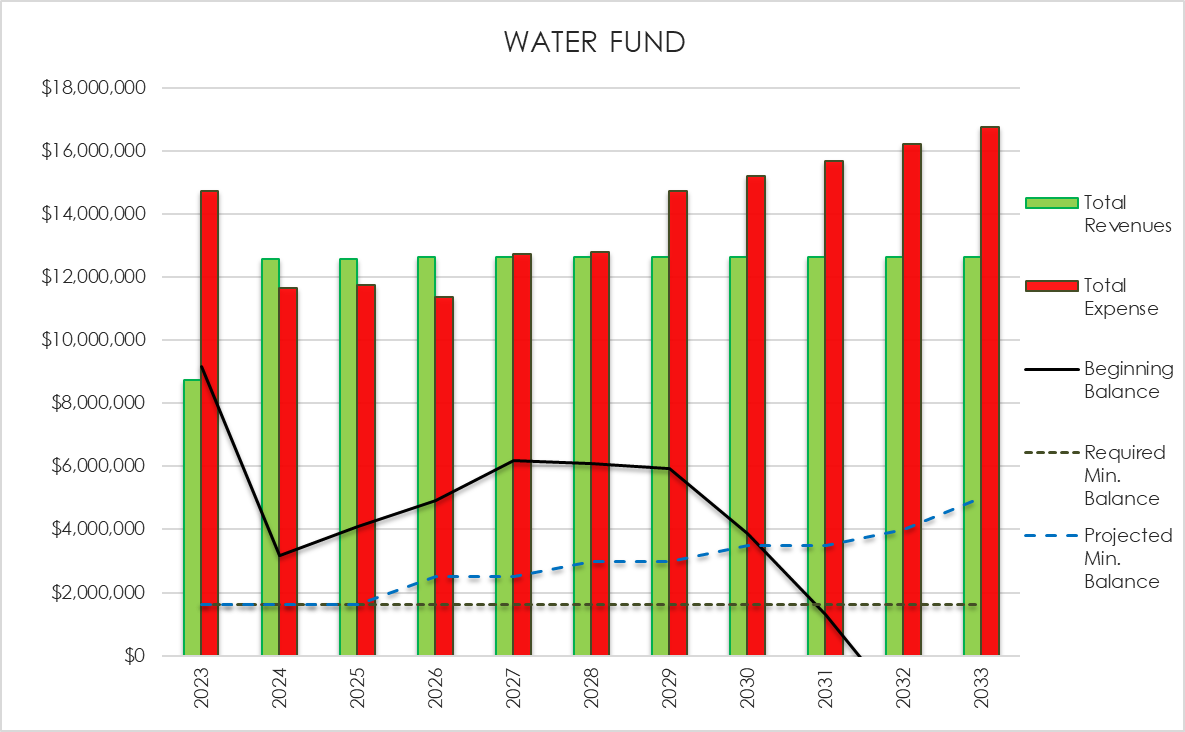 WATER FUND
$18,000,000
$16,000,000
$14,000,000
$12,000,000
$10,000,000
$8,000,000
$6,000,000
$4,000,000
$2,000,000
$0
2023
2024
2025
2026
2027
2028
2029
2030
2031
2032
2033
Total
Revenues
Total
Expense
Beginning
Balance
Required
Min.
Balance
Projected
Min.
Balance